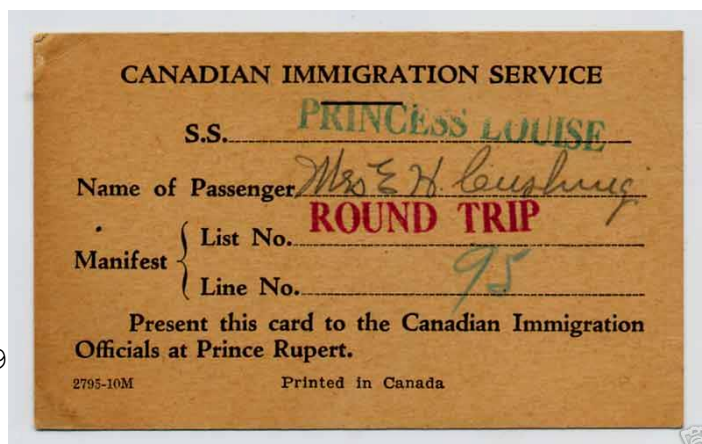 CANADIAN IMMIGRATION SERVICE
S.S. PRINCESS LOUISE
Name of Passenger Mrs E H Cushing
ROUND TRIP
Manifest { List No.
Line No. 95
Present this card to the Canadian Immigration
Officials at Prince Rupert.
2795-10M Printed in Canada
9